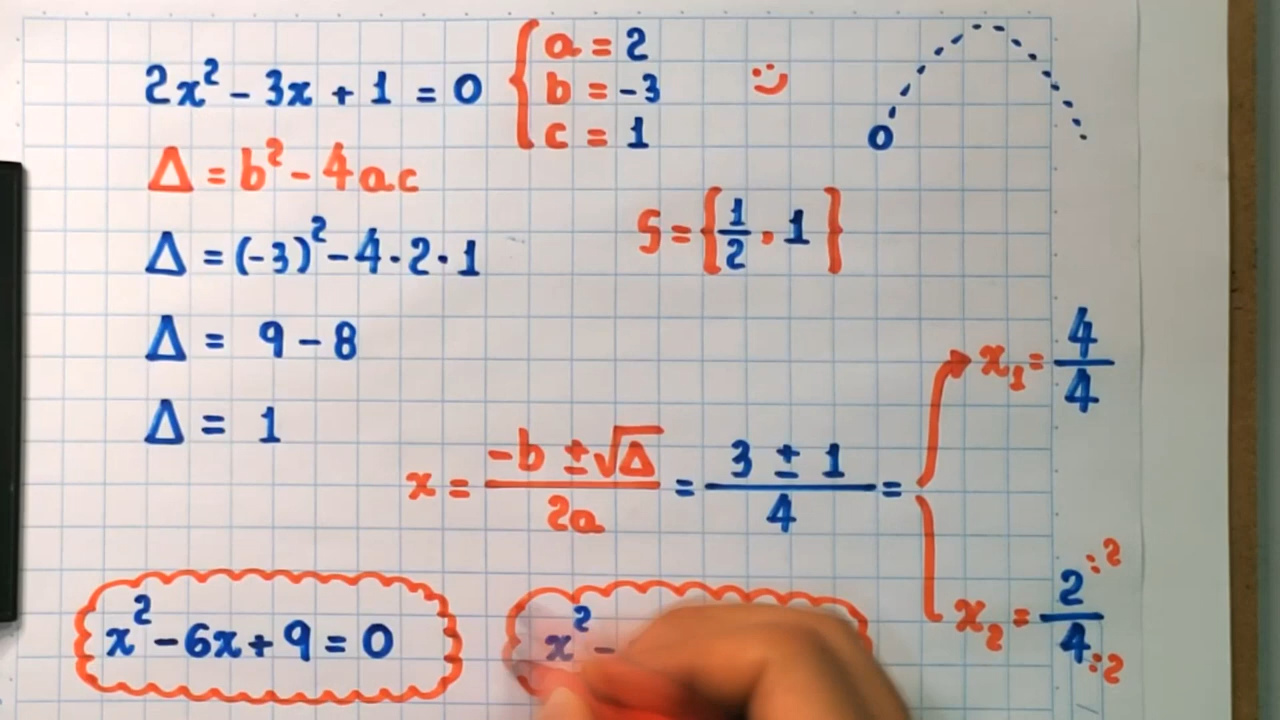 2x² - 3x + 1 = 0
a = 2
b = -3
c = 1
0
Δ = b² - 4ac
Δ = (-3)² - 4·2·1
S = {1/2, 1}
Δ = 9 - 8
Δ = 1
x = (-b ± √Δ)/2a = (3 ± 1)/4 =
x₁ = 4/4
x₂ = 2:2/4:2
x² - 6x + 9 = 0
x² -